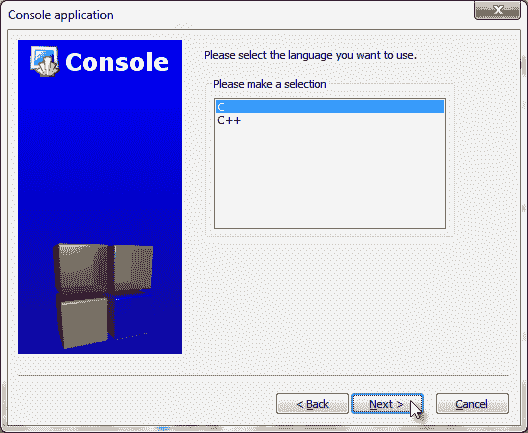 Console application
Console
Please select the language you want to use.
Please make a selection
C
C++
< Back
Next >
Cancel